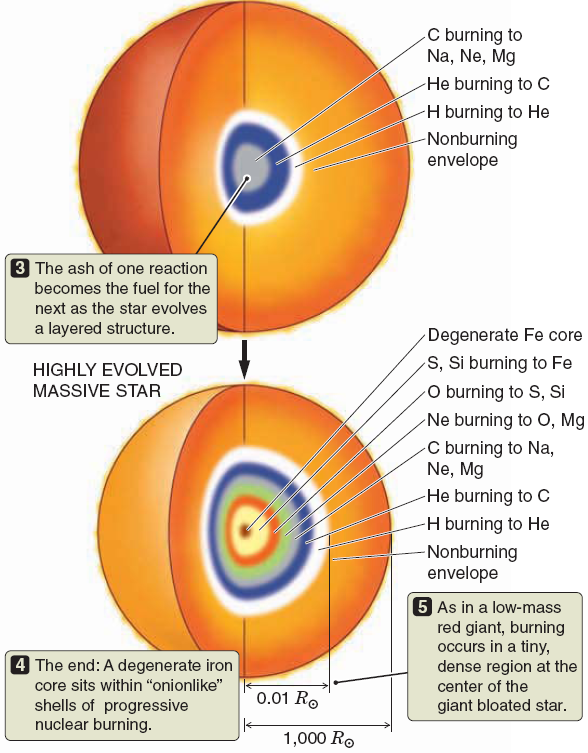 C burning to
Na, Ne, Mg
He burning to C
H burning to He
Nonburning
envelope
3 The ash of one reaction
becomes the fuel for the
next as the star evolves
a layered structure.
HIGHLY EVOLVED
MASSIVE STAR
Degenerate Fe core
S, Si burning to Fe
O burning to S, Si
Ne burning to O, Mg
C burning to Na,
Ne, Mg
He burning to C
H burning to He
Nonburning
envelope
5 As in a low-mass
red giant, burning
occurs in a tiny,
dense region at the
center of the
giant bloated star.
4 The end: A degenerate iron
core sits within “onionlike”
shells of progressive
nuclear burning.
0.01 R☉
1,000 R☉